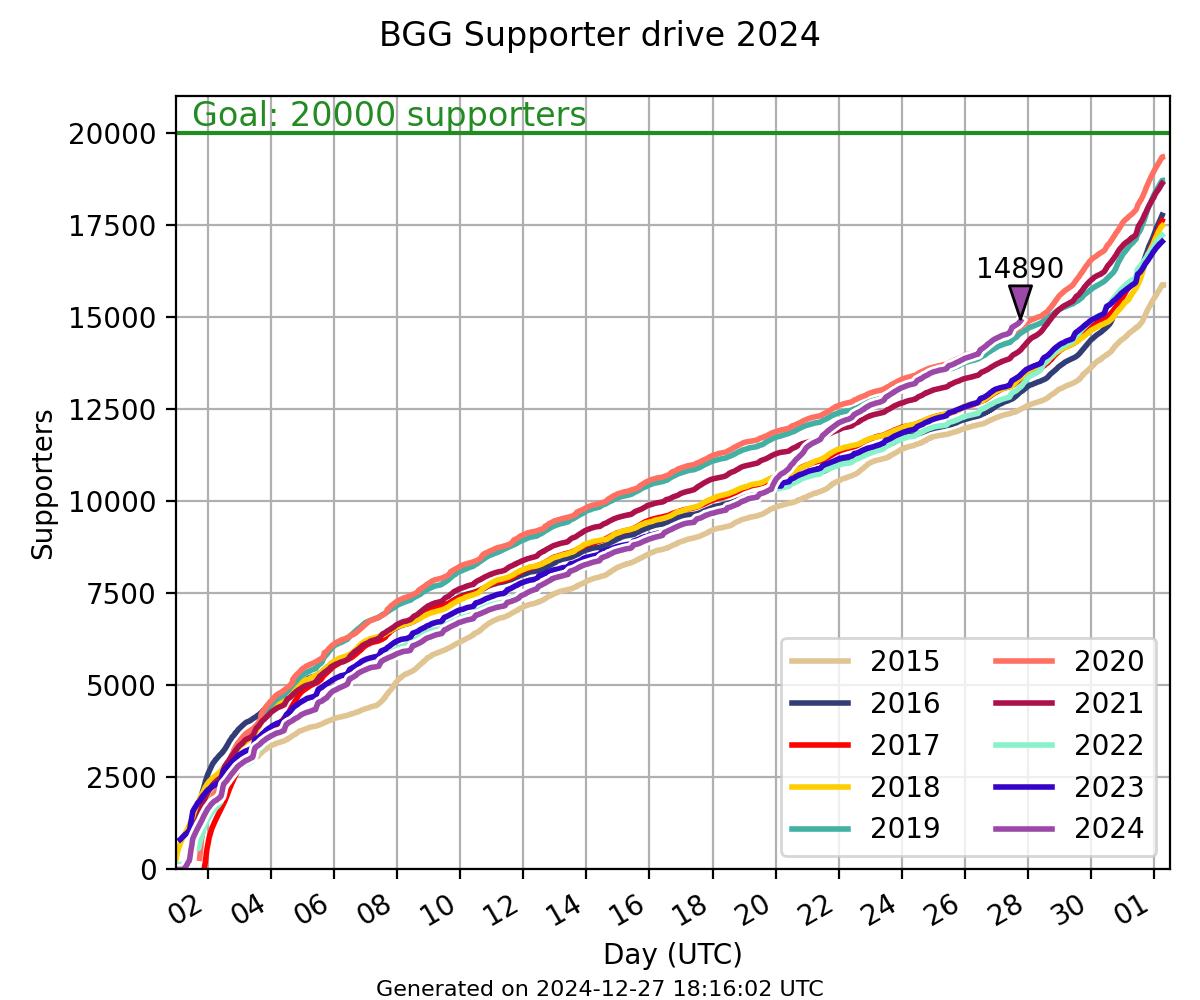 BGG Supporter drive 2024
Goal: 20000 supporters
20000
17500
15000
12500
10000
7500
5000
2500
0
Supporters
14890
2015 2020
2016 2021
2017 2022
2018 2023
2019 2024
02 04 06 08 10 12 14 16 18 20 22 24 26 28 30 01
Day (UTC)
Generated on 2024-12-27 18:16:02 UTC